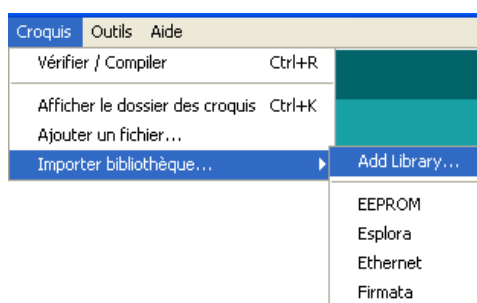 Croquis Outils Aide
Vérifier / Compiler Ctrl+R
Afficher le dossier des croquis Ctrl+K
Ajouter un fichier...
Importer bibliothèque...
Add Library...
EEPROM
Esplora
Ethernet
Firmata